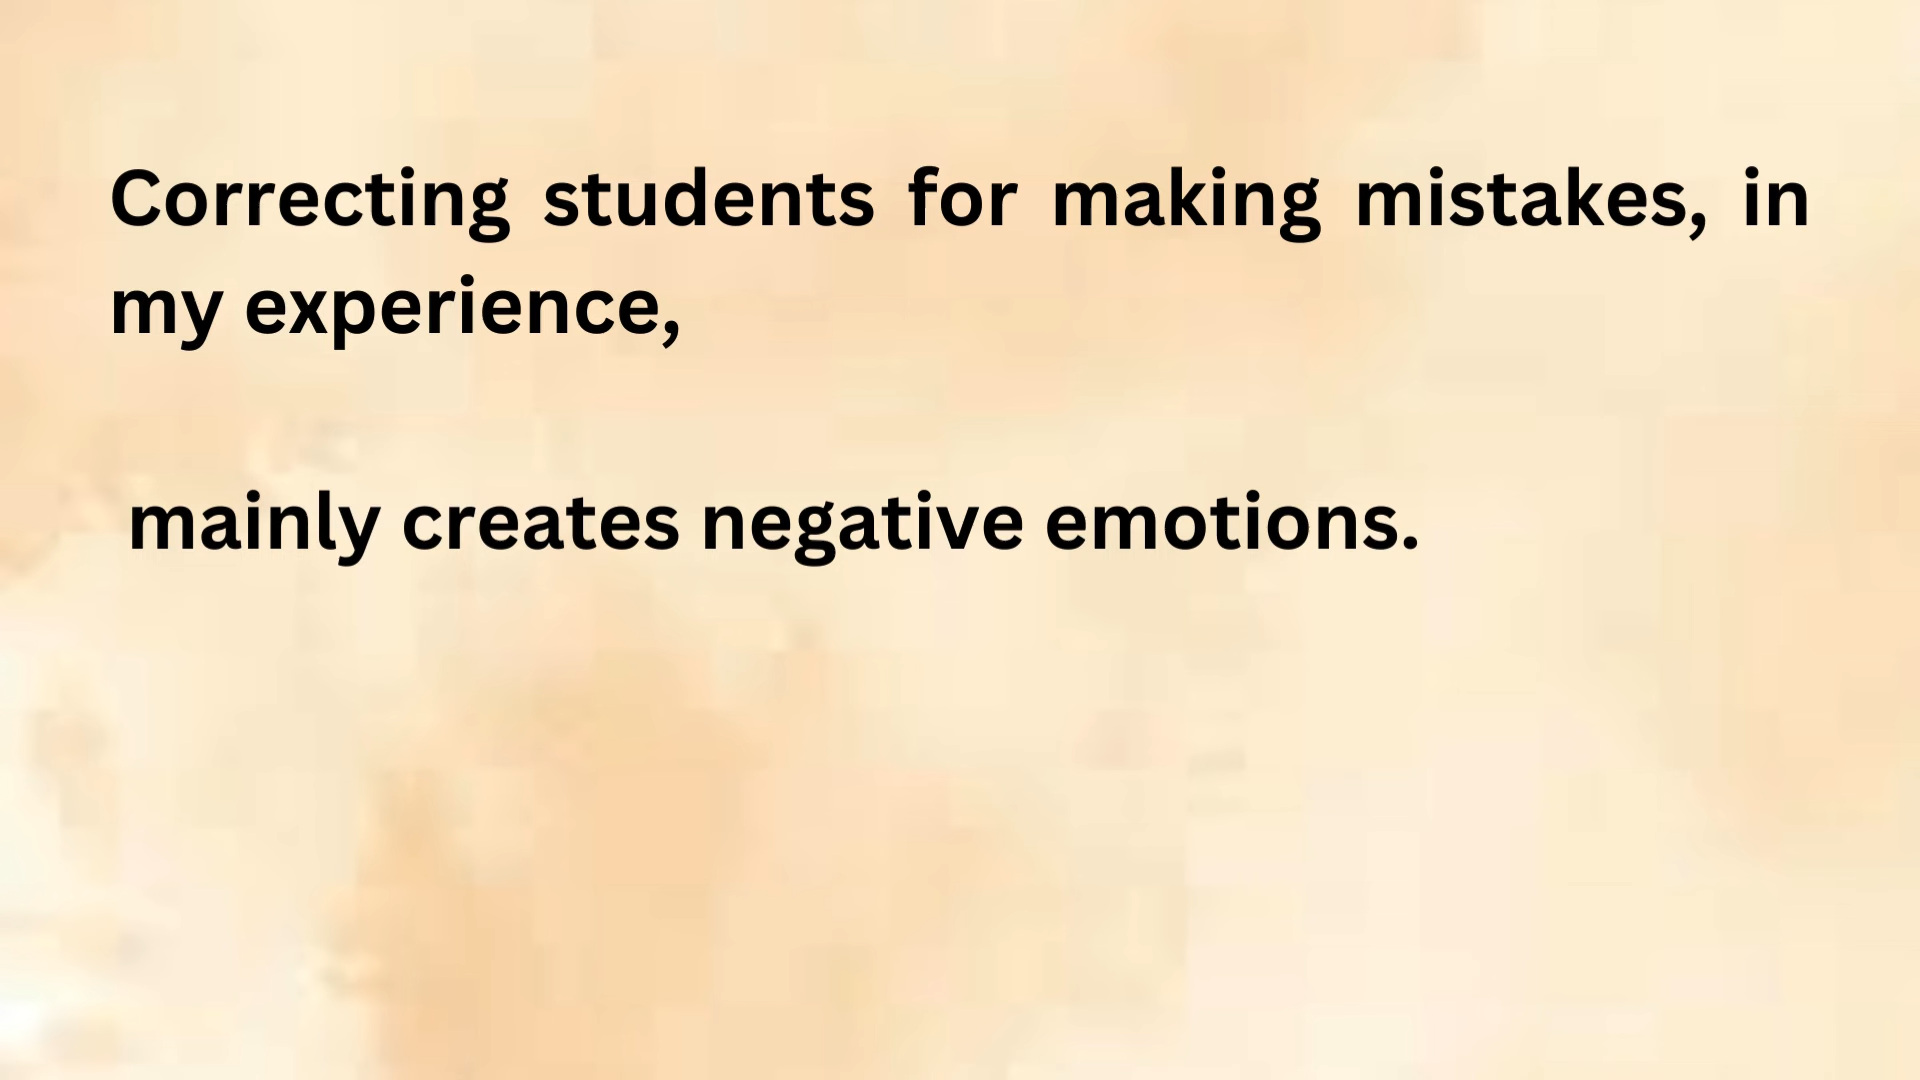 Correcting students for making mistakes, in
my experience,
mainly creates negative emotions.